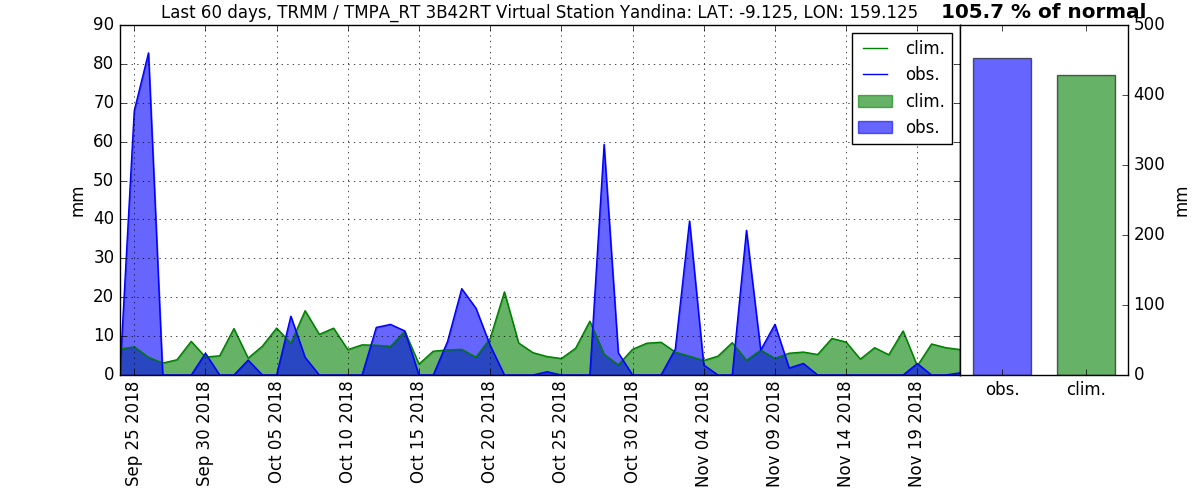 Last 60 days, TRMM / TMPA_RT 3B42RT Virtual Station Yandina: LAT: -9.125, LON: 159.125
105.7 % of normal
90
80
70
60
50
40
30
20
10
0
mm
clim.
obs.
clim.
obs.
Sep 25 2018
Sep 30 2018
Oct 05 2018
Oct 10 2018
Oct 15 2018
Oct 20 2018
Oct 25 2018
Oct 30 2018
Nov 04 2018
Nov 09 2018
Nov 14 2018
Nov 19 2018
500
400
300
200
100
0
mm
obs.
clim.